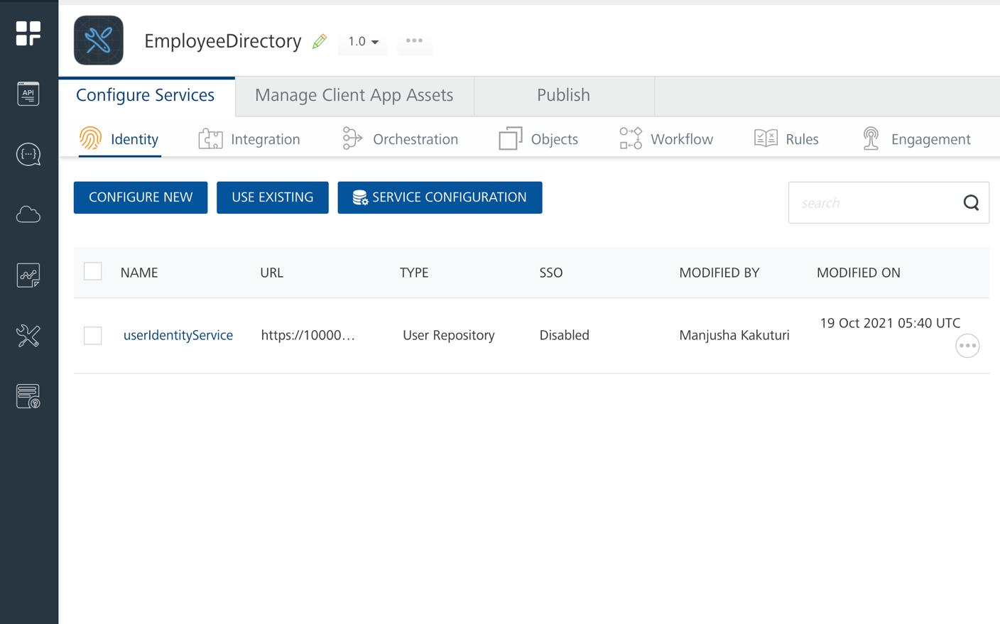 EmployeeDirectory 1.0
Configure Services Manage Client App Assets Publish
API
Identity Integration Orchestration Objects Workflow Rules Engagement
CONFIGURE NEW USE EXISTING SERVICE CONFIGURATION search
NAME URL TYPE SSO MODIFIED BY MODIFIED ON
userIdentityService https://10000... User Repository Disabled Manjusha Kakuturi 19 Oct 2021 05:40 UTC